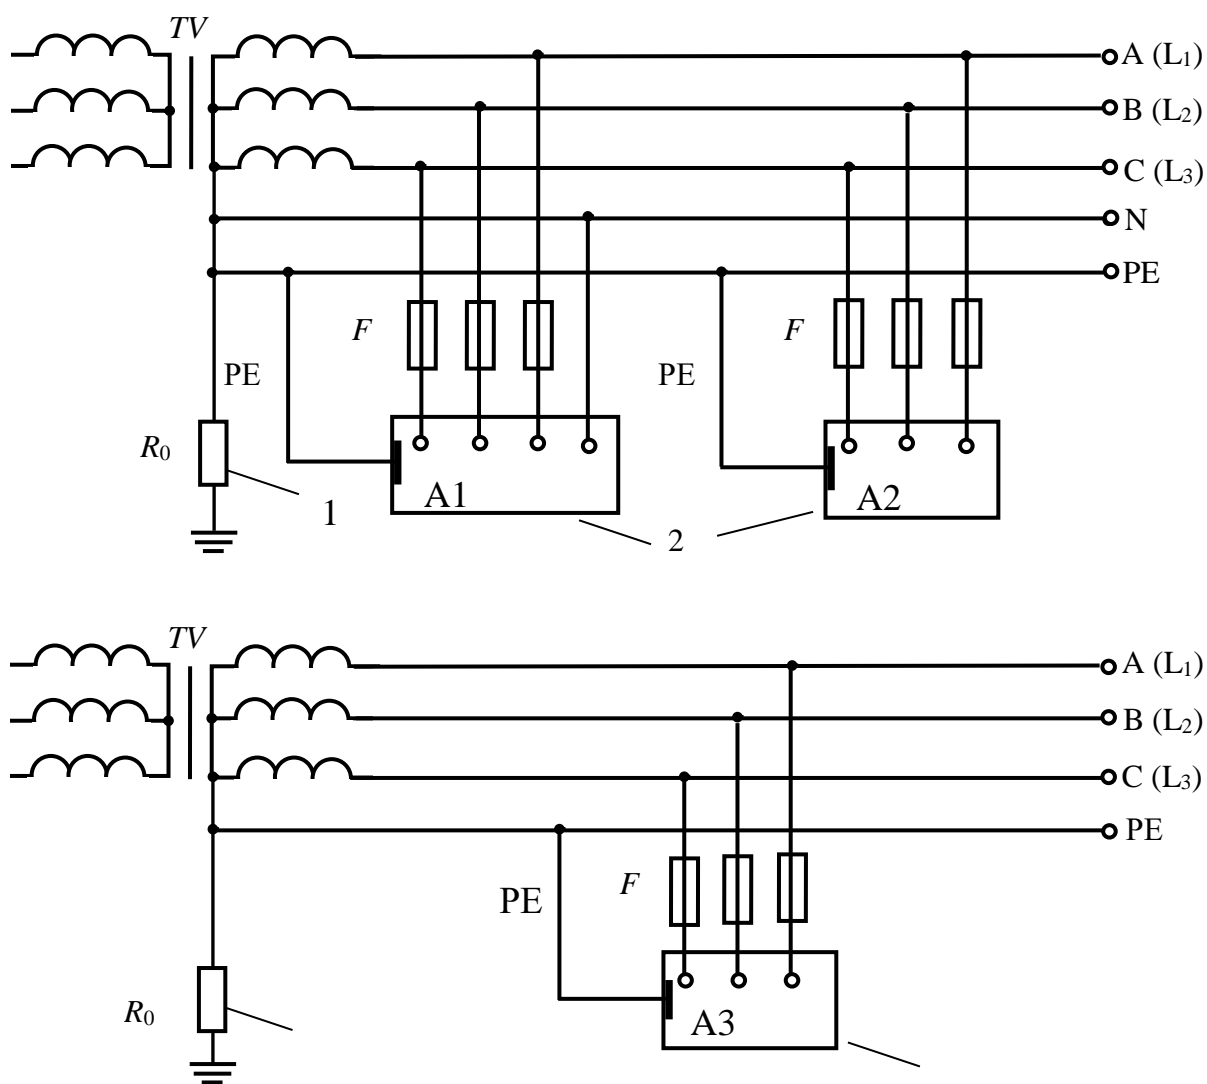 TV
A (L1)
B (L2)
C (L3)
N
PE
F
F
PE
PE
R0
1
A1
A2
2
TV
A (L1)
B (L2)
C (L3)
PE
F
PE
R0
A3